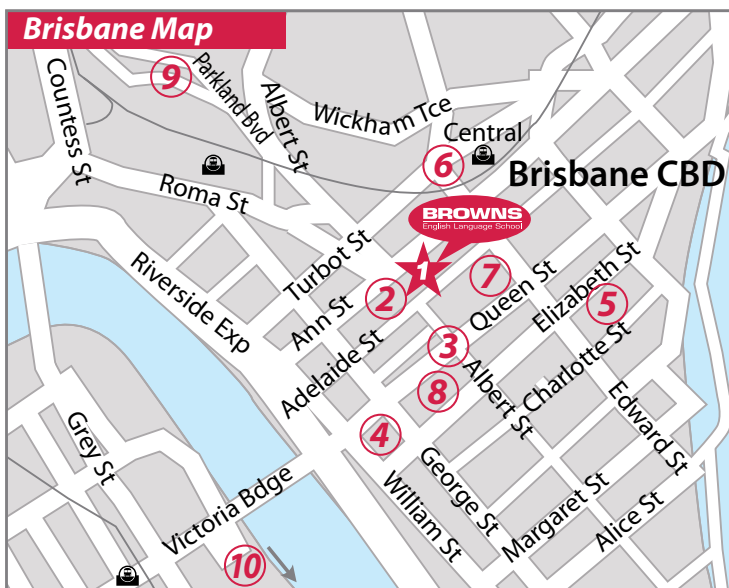 Brisbane Map
9
Parkland Bvd
Countess St
Albert St
Wickham Tce
Central
6
Brisbane CBD
Roma St
BROWNS
English Language School
1
Turbot St
Riverside Exp
Ann St
2
7
Queen St
Elizabeth St
5
Adelaide St
3
Charlotte St
Albert St
8
Edward St
4
Grey St
George St
William St
Victoria Bdge
Margaret St
Alice St
10